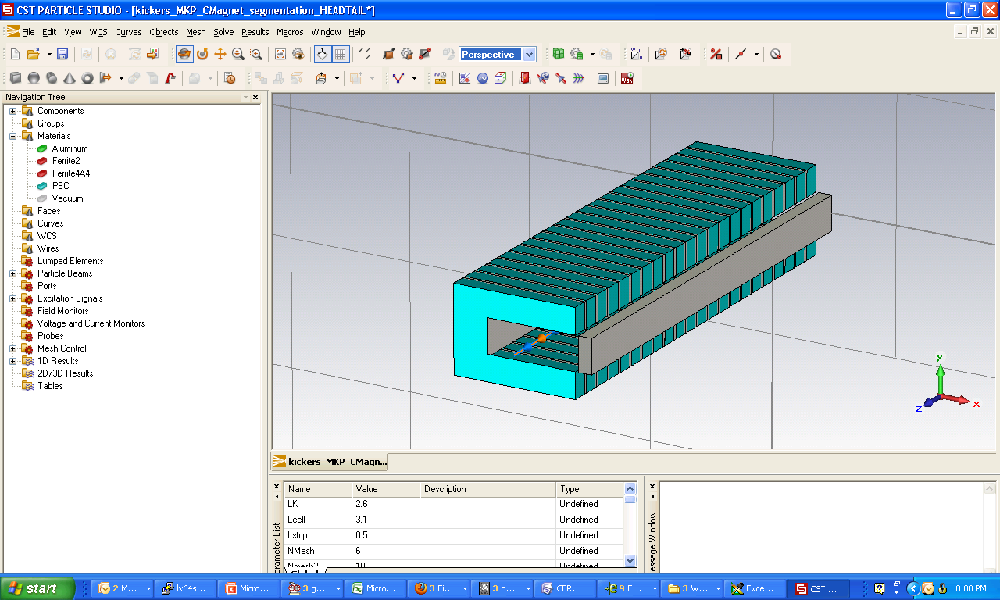 CST PARTICLE STUDIO - [kickers_MKP_CMagnet_segmentation_HEADTAIL*]
File Edit View WCS Curves Objects Mesh Solve Results Macros Window Help
Perspective
Wak
Navigation Tree
Components
Groups
Materials
Aluminum
Ferrite2
Ferrite4A4
PEC
Vacuum
Faces
Curves
WCS
Wires
Lumped Elements
Particle Beams
Ports
Excitation Signals
Field Monitors
Voltage and Current Monitors
Probes
Mesh Control
1D Results
2D/3D Results
Tables
y
x
z
kickers_MKP_CMagn...
Name Value Description Type
LK 2.6 Undefined
Lcell 3.1 Undefined
Lstrip 0.5 Undefined
NMesh 6 Undefined
Nmesh2 10 Undefined
Global
arameter List
lessage Window
start
2 M...
lx64s...
Micro...
3 g...
Micro...
3 Fi...
3 h...
CER...
9 E...
3 W...
Exce...
CST ...
8:00 PM